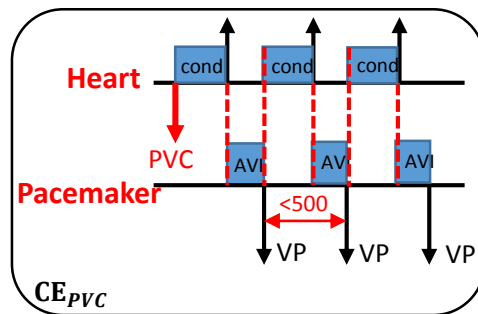 cond cond cond
Heart
PVC
AVI AVI AVI
Pacemaker
<500
VP VP VP
CE_PVC